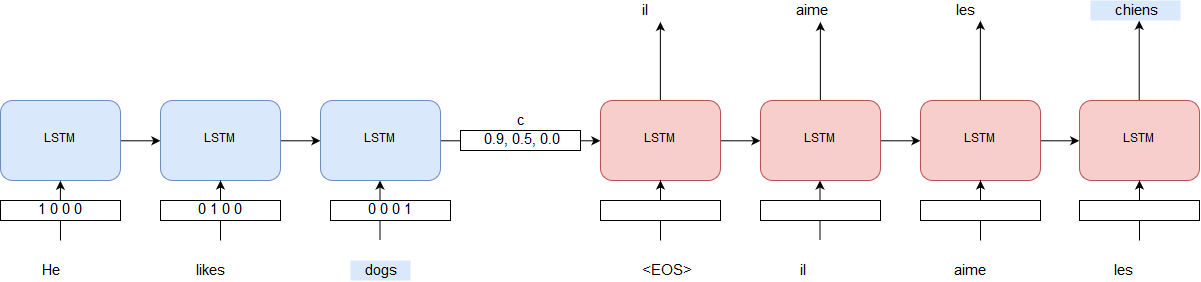 il aime les chiens
c
LSTM LSTM LSTM 0.9, 0.5, 0.0 LSTM LSTM LSTM LSTM
1 0 0 0 0 1 0 0 0 0 0 1
He likes dogs <EOS> il aime les